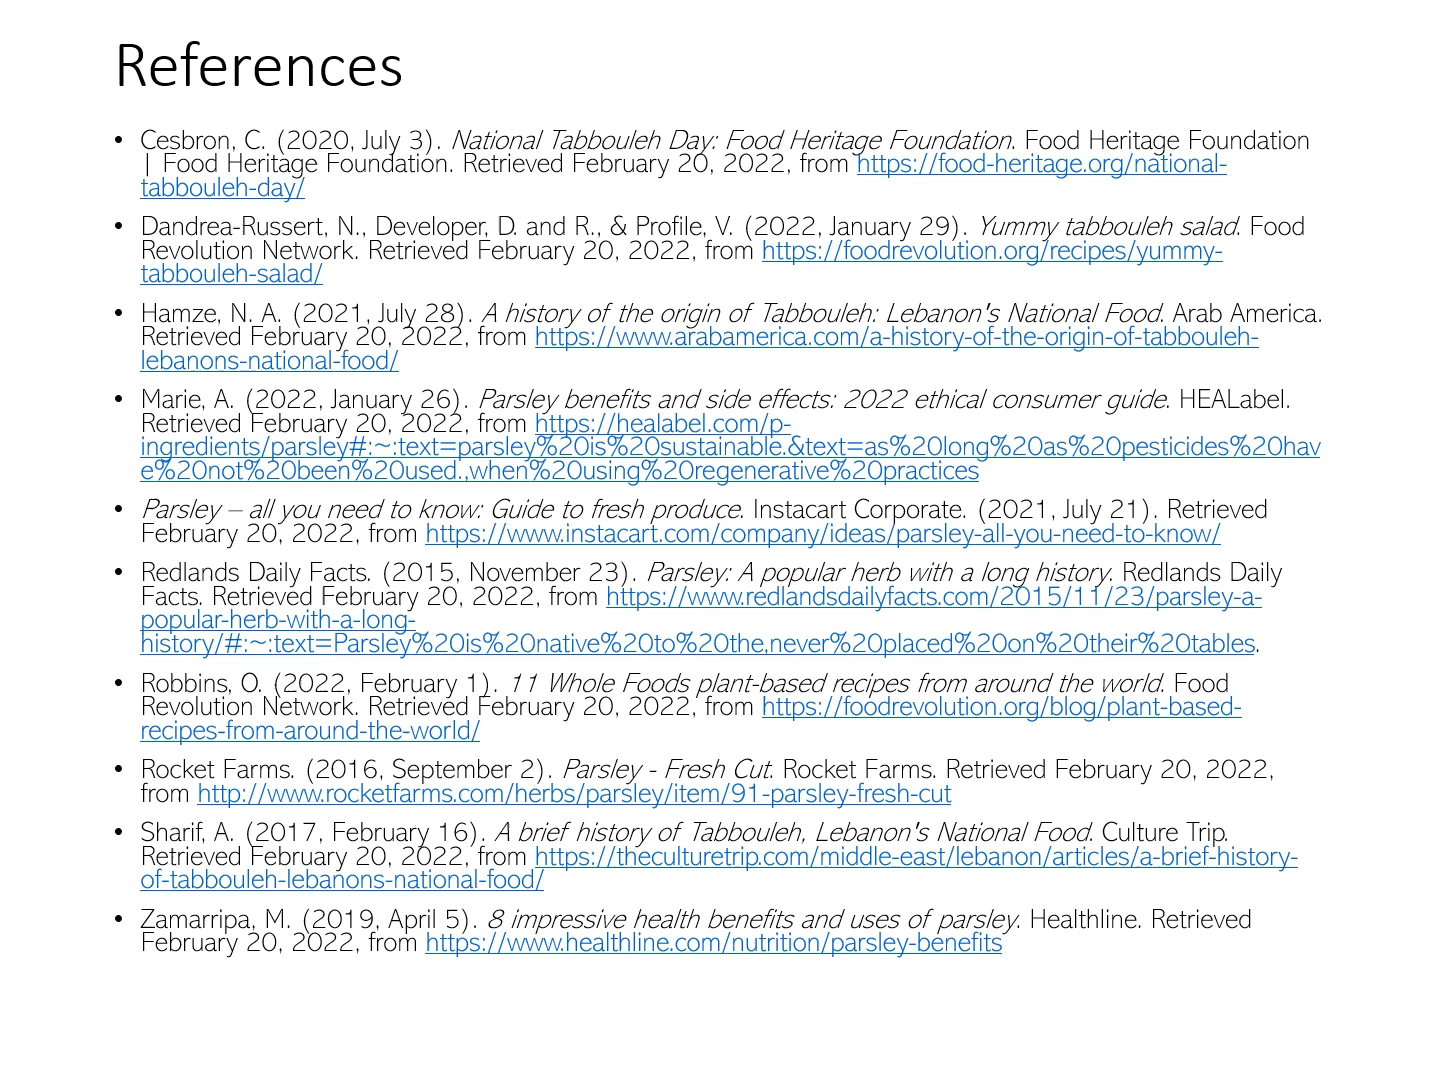 References
• Cesbron, C. (2020, July 3). National Tabbouleh Day: Food Heritage Foundation. Food Heritage Foundation
| Food Heritage Foundation. Retrieved February 20, 2022, from https://food-heritage.org/national-
tabbouleh-day/
• Dandrea-Russert, N., Developer, D. and R., & Profile, V. (2022, January 29). Yummy tabbouleh salad. Food
Revolution Network. Retrieved February 20, 2022, from https://foodrevolution.org/recipes/yummy-
tabbouleh-salad/
• Hamze, N. A. (2021, July 28). A history of the origin of Tabbouleh: Lebanon's National Food. Arab America.
Retrieved February 20, 2022, from https://www.arabamerica.com/a-history-of-the-origin-of-tabbouleh-
lebanons-national-food/
• Marie, A. (2022, January 26). Parsley benefits and side effects: 2022 ethical consumer guide. HEALabel.
Retrieved February 20, 2022, from https://healabel.com/p-
ingredients/parsley#:~:text=parsley%20is%20sustainable.&text=as%20long%20as%20pesticides%20hav
e%20not%20been%20used.,when%20using%20regenerative%20practices
• Parsley – all you need to know: Guide to fresh produce. Instacart Corporate. (2021, July 21). Retrieved
February 20, 2022, from https://www.instacart.com/company/ideas/parsley-all-you-need-to-know/
• Redlands Daily Facts. (2015, November 23). Parsley: A popular herb with a long history. Redlands Daily
Facts. Retrieved February 20, 2022, from https://www.redlandsdailyfacts.com/2015/11/23/parsley-a-
popular-herb-with-a-long-
history/#:~:text=Parsley%20is%20native%20to%20the,never%20placed%20on%20their%20tables.
• Robbins, O. (2022, February 1). 11 Whole Foods plant-based recipes from around the world. Food
Revolution Network. Retrieved February 20, 2022, from https://foodrevolution.org/blog/plant-based-
recipes-from-around-the-world/
• Rocket Farms. (2016, September 2). Parsley - Fresh Cut. Rocket Farms. Retrieved February 20, 2022,
from http://www.rocketfarms.com/herbs/parsley/item/91-parsley-fresh-cut
• Sharif, A. (2017, February 16). A brief history of Tabbouleh, Lebanon's National Food. Culture Trip.
Retrieved February 20, 2022, from https://theculturetrip.com/middle-east/lebanon/articles/a-brief-history-
of-tabbouleh-lebanons-national-food/
• Zamarripa, M. (2019, April 5). 8 impressive health benefits and uses of parsley. Healthline. Retrieved
February 20, 2022, from https://www.healthline.com/nutrition/parsley-benefits